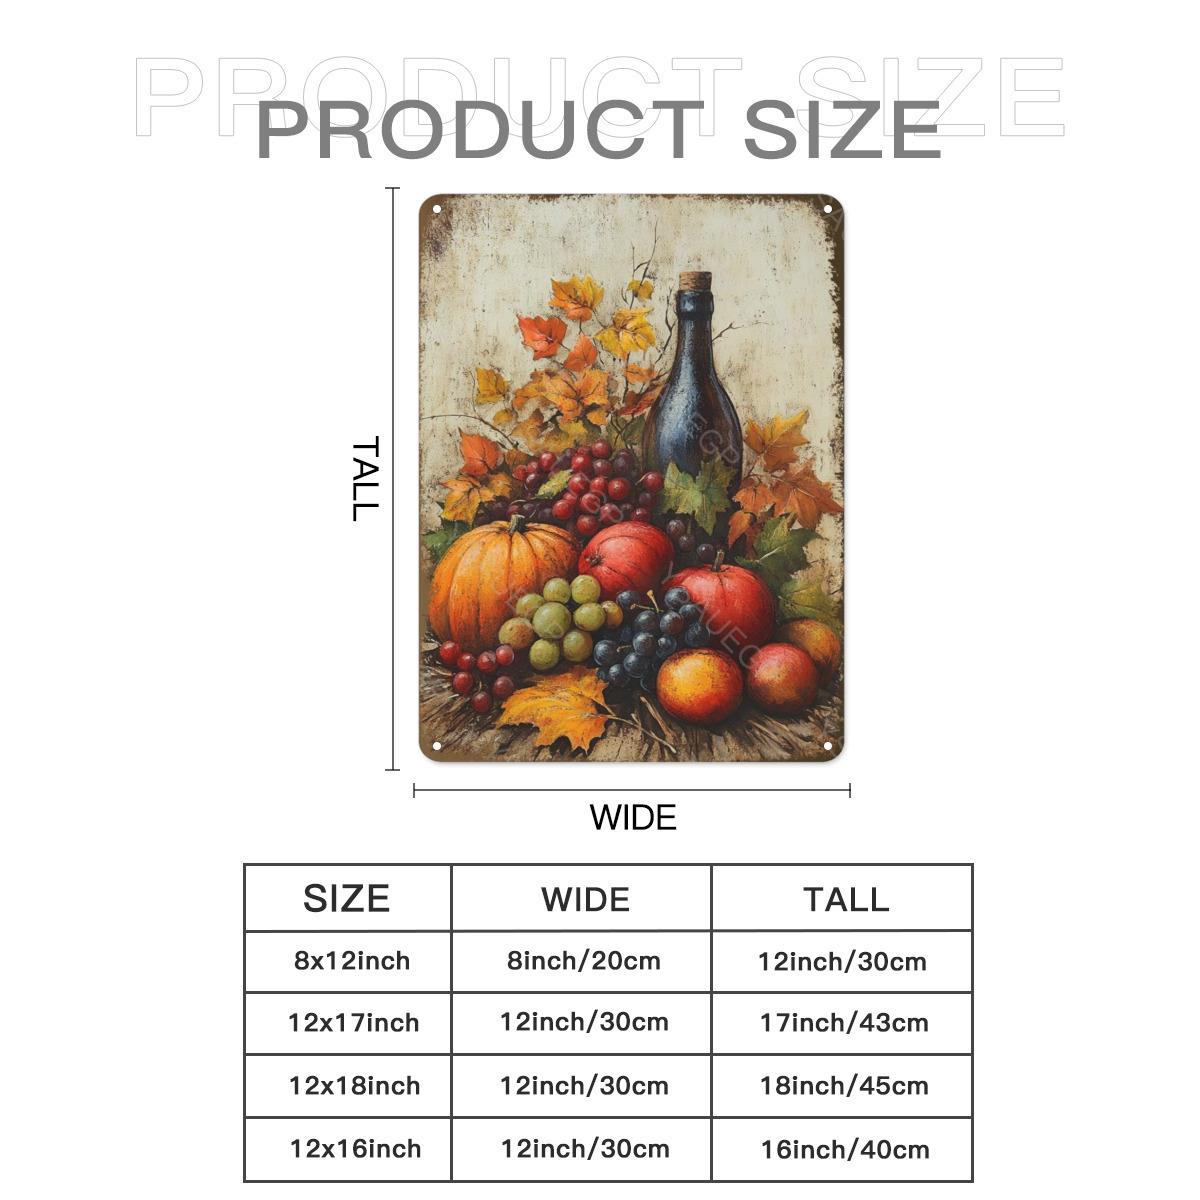 PRODUCT SIZE
PRODUCT SIZE
TALL
WIDE
SIZE WIDE TALL
8x12inch 8inch/20cm 12inch/30cm
12x17inch 12inch/30cm 17inch/43cm
12x18inch 12inch/30cm 18inch/45cm
12x16inch 12inch/30cm 16inch/40cm